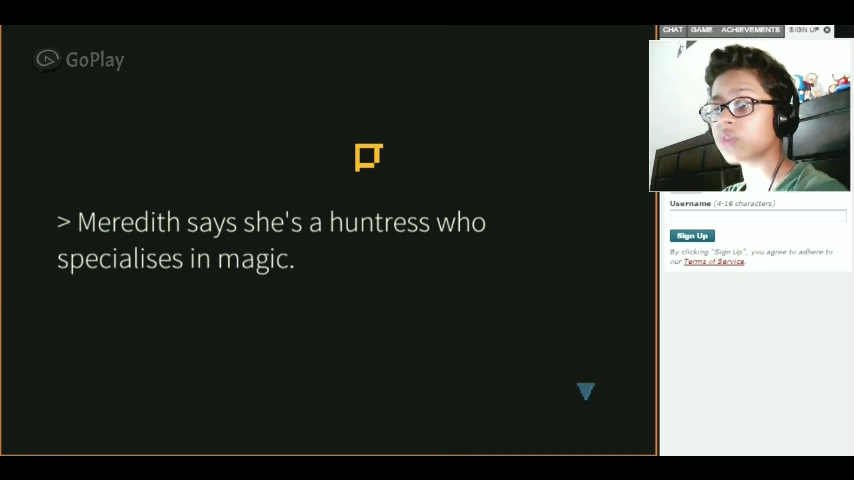 CHAT GAME ACHIEVEMENTS SIGN UP
GoPlay
> Meredith says she's a huntress who
specialises in magic.
Username (4-16 characters)
Sign Up
By clicking "Sign Up", you agree to adhere to
our Terms of Service.